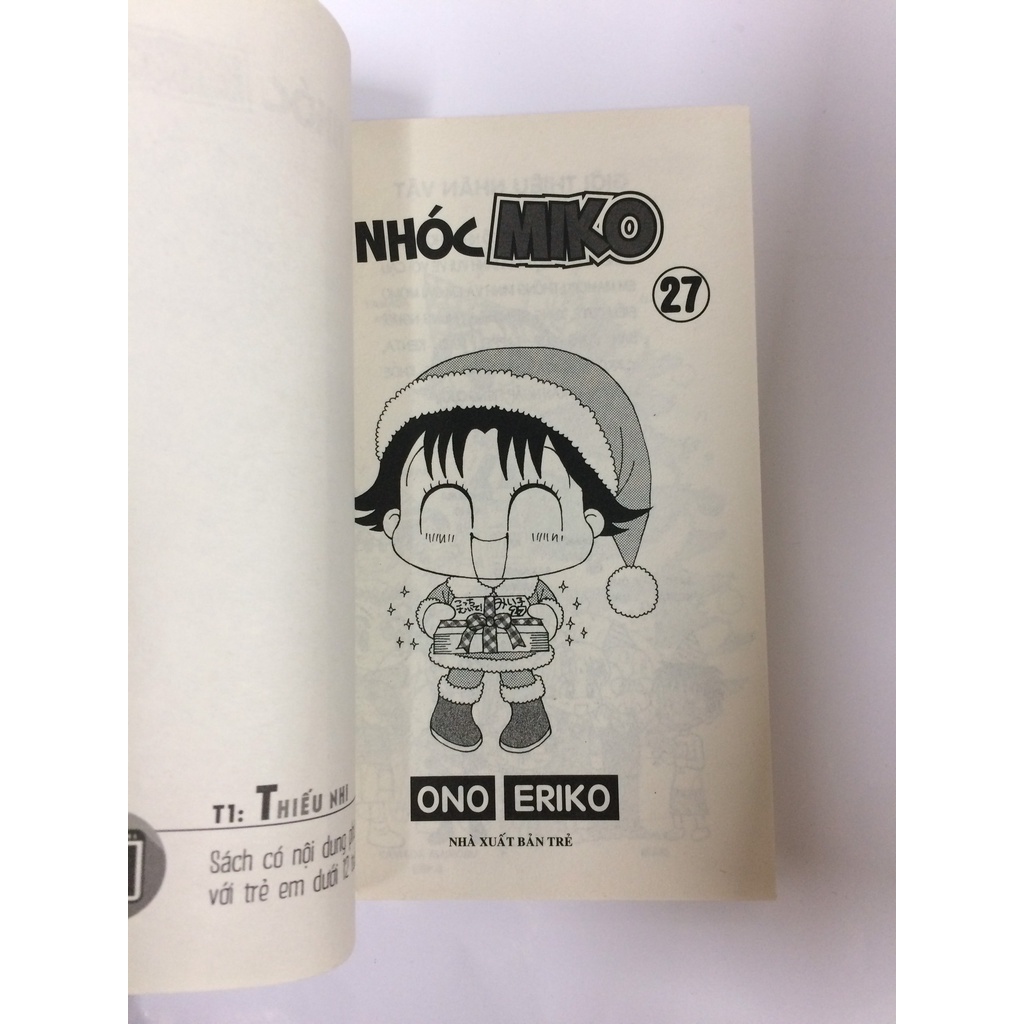 T1: THIẾU NHI
Sách có nội dung
với trẻ em dưới 12
NHÓC MIKO
27
ONO ERIKO
NHÀ XUẤT BẢN TRẺ